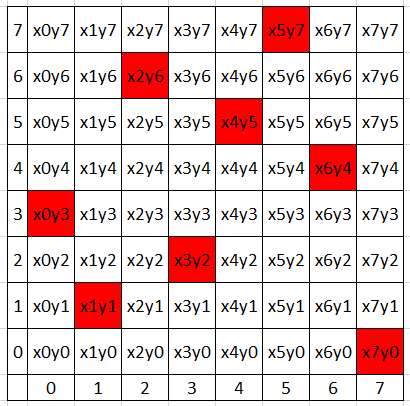 7 x0y7 x1y7 x2y7 x3y7 x4y7 x5y7 x6y7 x7y7
6 x0y6 x1y6 x2y6 x3y6 x4y6 x5y6 x6y6 x7y6
5 x0y5 x1y5 x2y5 x3y5 x4y5 x5y5 x6y5 x7y5
4 x0y4 x1y4 x2y4 x3y4 x4y4 x5y4 x6y4 x7y4
3 x0y3 x1y3 x2y3 x3y3 x4y3 x5y3 x6y3 x7y3
2 x0y2 x1y2 x2y2 x3y2 x4y2 x5y2 x6y2 x7y2
1 x0y1 x1y1 x2y1 x3y1 x4y1 x5y1 x6y1 x7y1
0 x0y0 x1y0 x2y0 x3y0 x4y0 x5y0 x6y0 x7y0
0 1 2 3 4 5 6 7